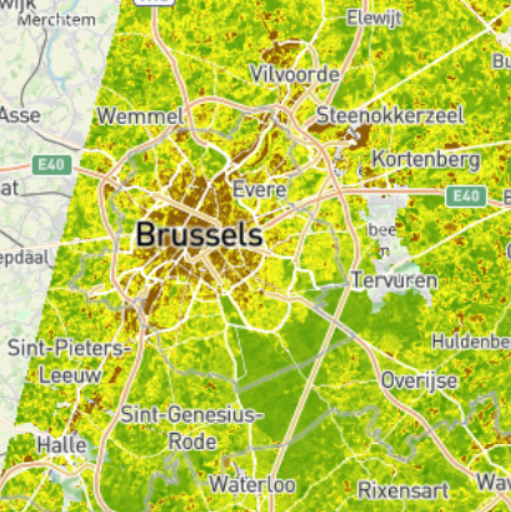 Elewijt
Merchtem
Vilvoorde
Asse
Wemmel
Steenokkerzeel
E40
Kortenberg
Evere
E40
Brussels
Tervuren
Sint-Pieters-
Leeuw
Huldenbe
Overijse
Sint-Genesius-
Rode
Halle
Waterloo
Rixensart
Wav